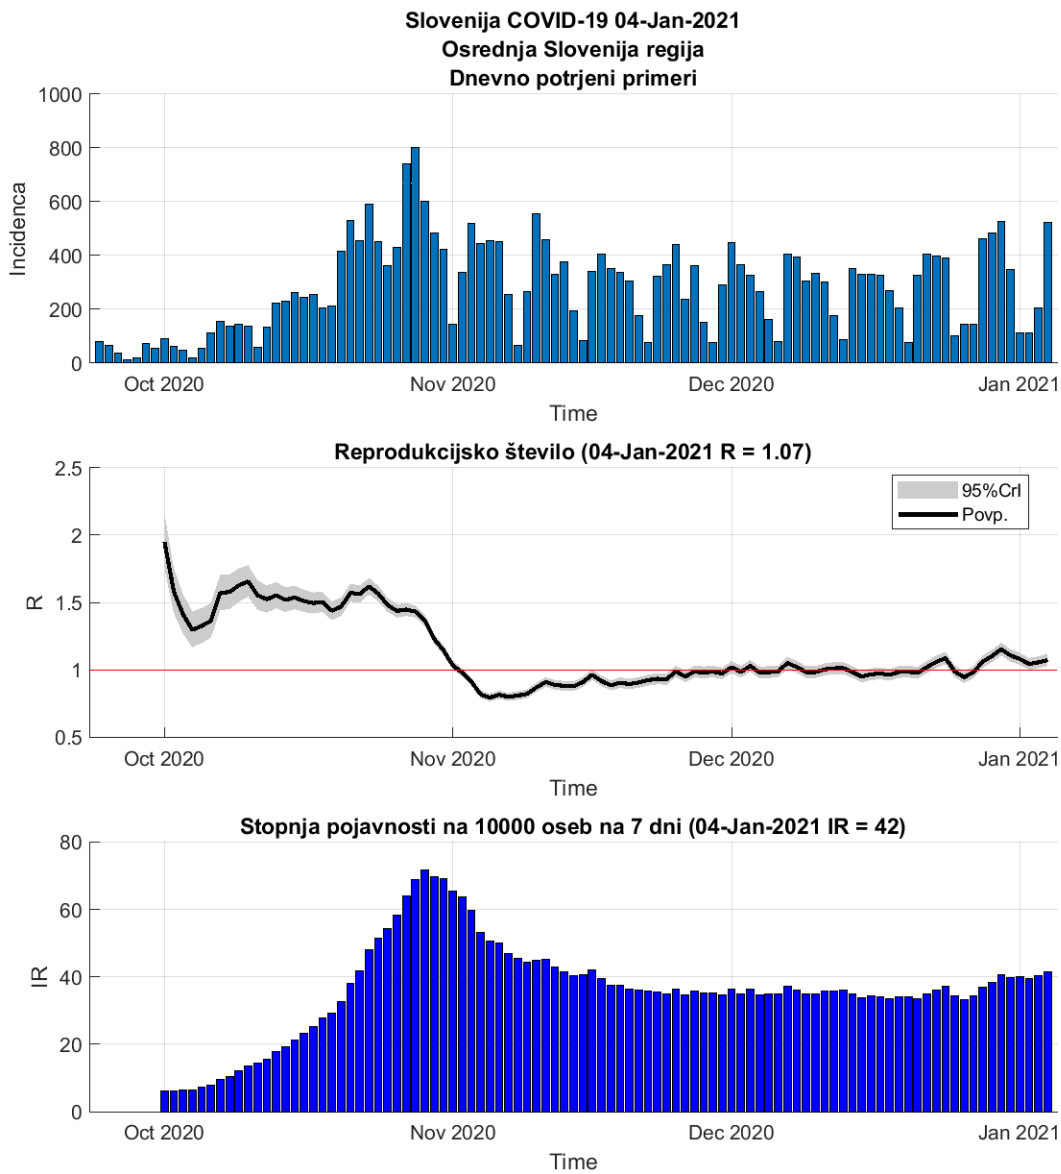 Slovenija COVID-19 04-Jan-2021
Osrednja Slovenija regija
Dnevno potrjeni primeri
1000
800
600
400
200
0
Incidenca
Oct 2020 Nov 2020 Dec 2020 Jan 2021
Time
Reprodukcijsko število (04-Jan-2021 R = 1.07)
2.5
2
1.5
1
0.5
R
95%CrI
Povp.
Oct 2020 Nov 2020 Dec 2020 Jan 2021
Time
Stopnja pojavnosti na 10000 oseb na 7 dni (04-Jan-2021 IR = 42)
80
60
40
20
0
IR
Oct 2020 Nov 2020 Dec 2020 Jan 2021
Time